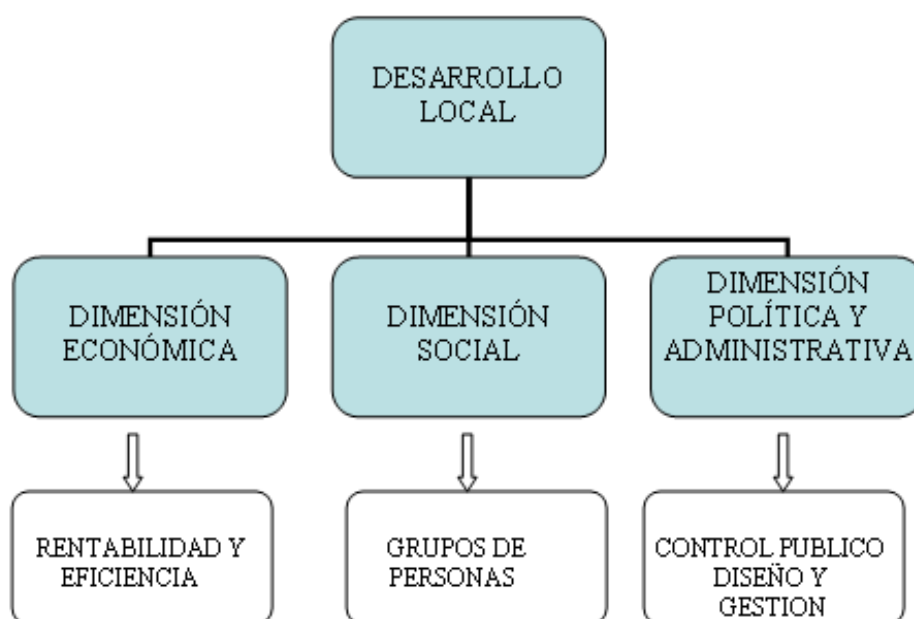 DESARROLLO
LOCAL
DIMENSIÓN
ECONÓMICA
DIMENSIÓN
SOCIAL
DIMENSIÓN
POLÍTICA Y
ADMINISTRATIVA
RENTABILIDAD Y
EFICIENCIA
GRUPOS DE
PERSONAS
CONTROL PUBLICO
DISEÑO Y
GESTION